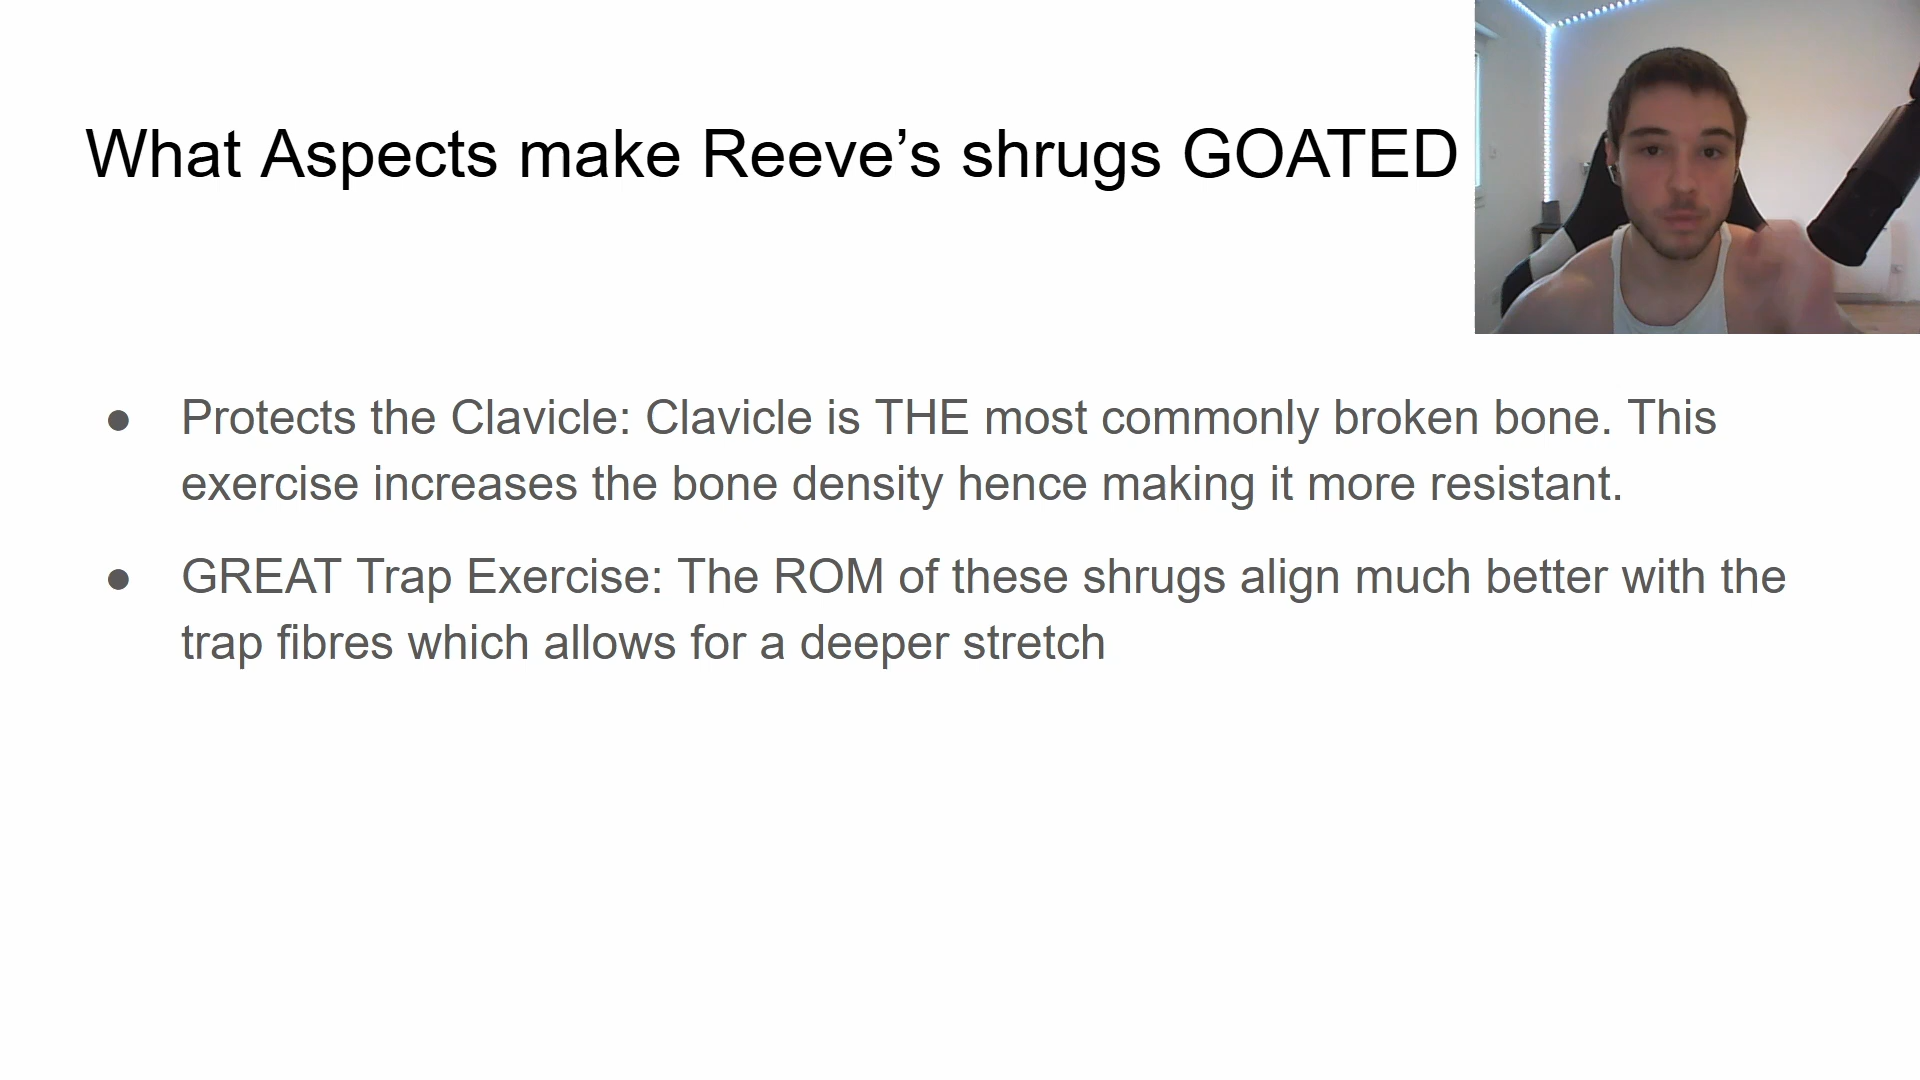 What Aspects make Reeve’s shrugs GOATED
● Protects the Clavicle: Clavicle is THE most commonly broken bone. This
exercise increases the bone density hence making it more resistant.
● GREAT Trap Exercise: The ROM of these shrugs align much better with the
trap fibres which allows for a deeper stretch